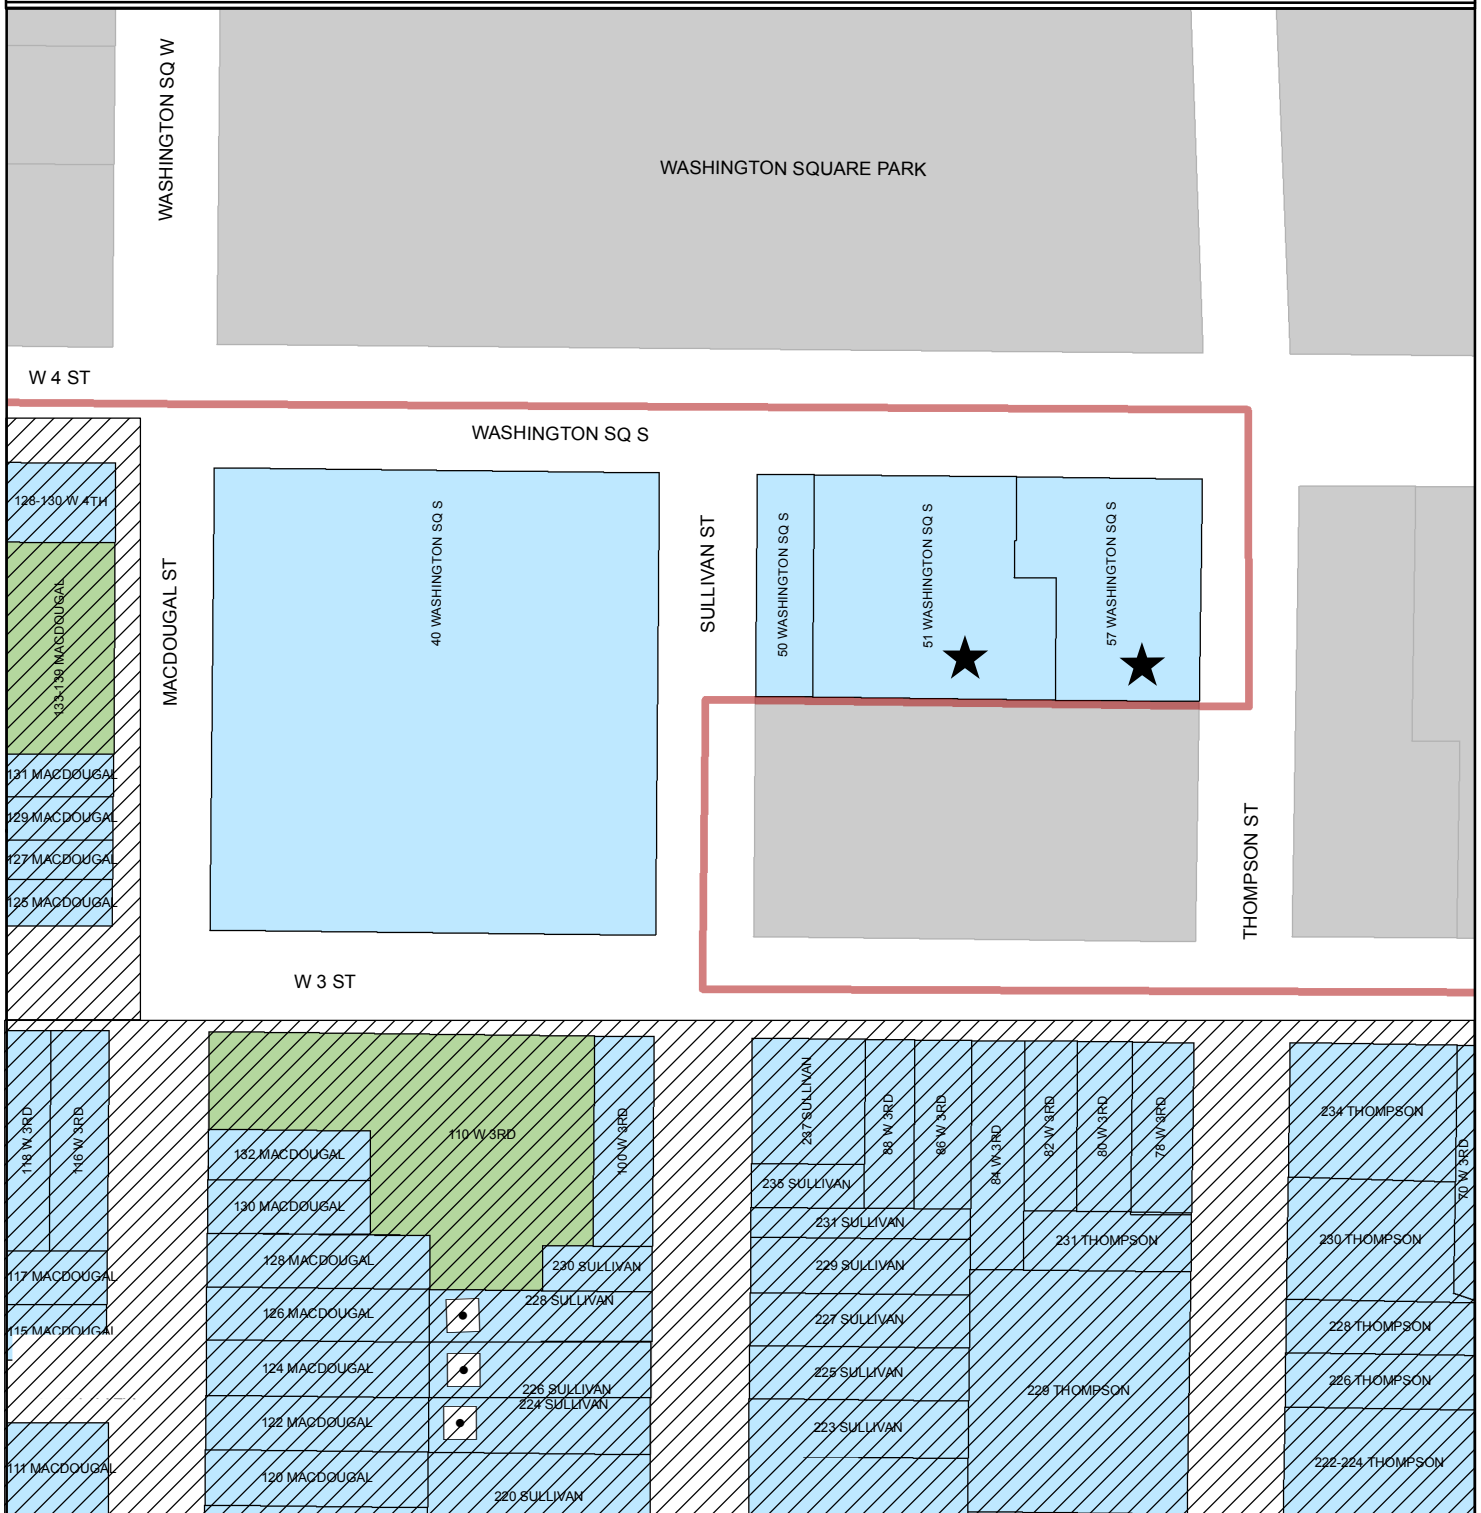 WASHINGTON SQ W
WASHINGTON SQUARE PARK
W 4 ST
WASHINGTON SQ S
128-130 W 4TH
133-139 MACDOUGAL
131 MACDOUGAL
129 MACDOUGAL
127 MACDOUGAL
125 MACDOUGAL
MACDOUGAL ST
40 WASHINGTON SQ S
SULLIVAN ST
50 WASHINGTON SQ S
51 WASHINGTON SQ S
57 WASHINGTON SQ S
THOMPSON ST
W 3 ST
118 W 3RD
116 W 3RD
117 MACDOUGAL
115 MACDOUGAL
111 MACDOUGAL
110 W 3RD
100 W 3RD
132 MACDOUGAL
130 MACDOUGAL
128 MACDOUGAL
126 MACDOUGAL
124 MACDOUGAL
122 MACDOUGAL
120 MACDOUGAL
230 SULLIVAN
228 SULLIVAN
226 SULLIVAN
224 SULLIVAN
220 SULLIVAN
237 SULLIVAN
88 W 3RD
86 W 3RD
84 W 3RD
82 W 3RD
80 W 3RD
78 W 3RD
235 SULLIVAN
231 SULLIVAN
229 SULLIVAN
227 SULLIVAN
225 SULLIVAN
223 SULLIVAN
231 THOMPSON
229 THOMPSON
234 THOMPSON
70 W 3RD
230 THOMPSON
228 THOMPSON
226 THOMPSON
222-224 THOMPSON